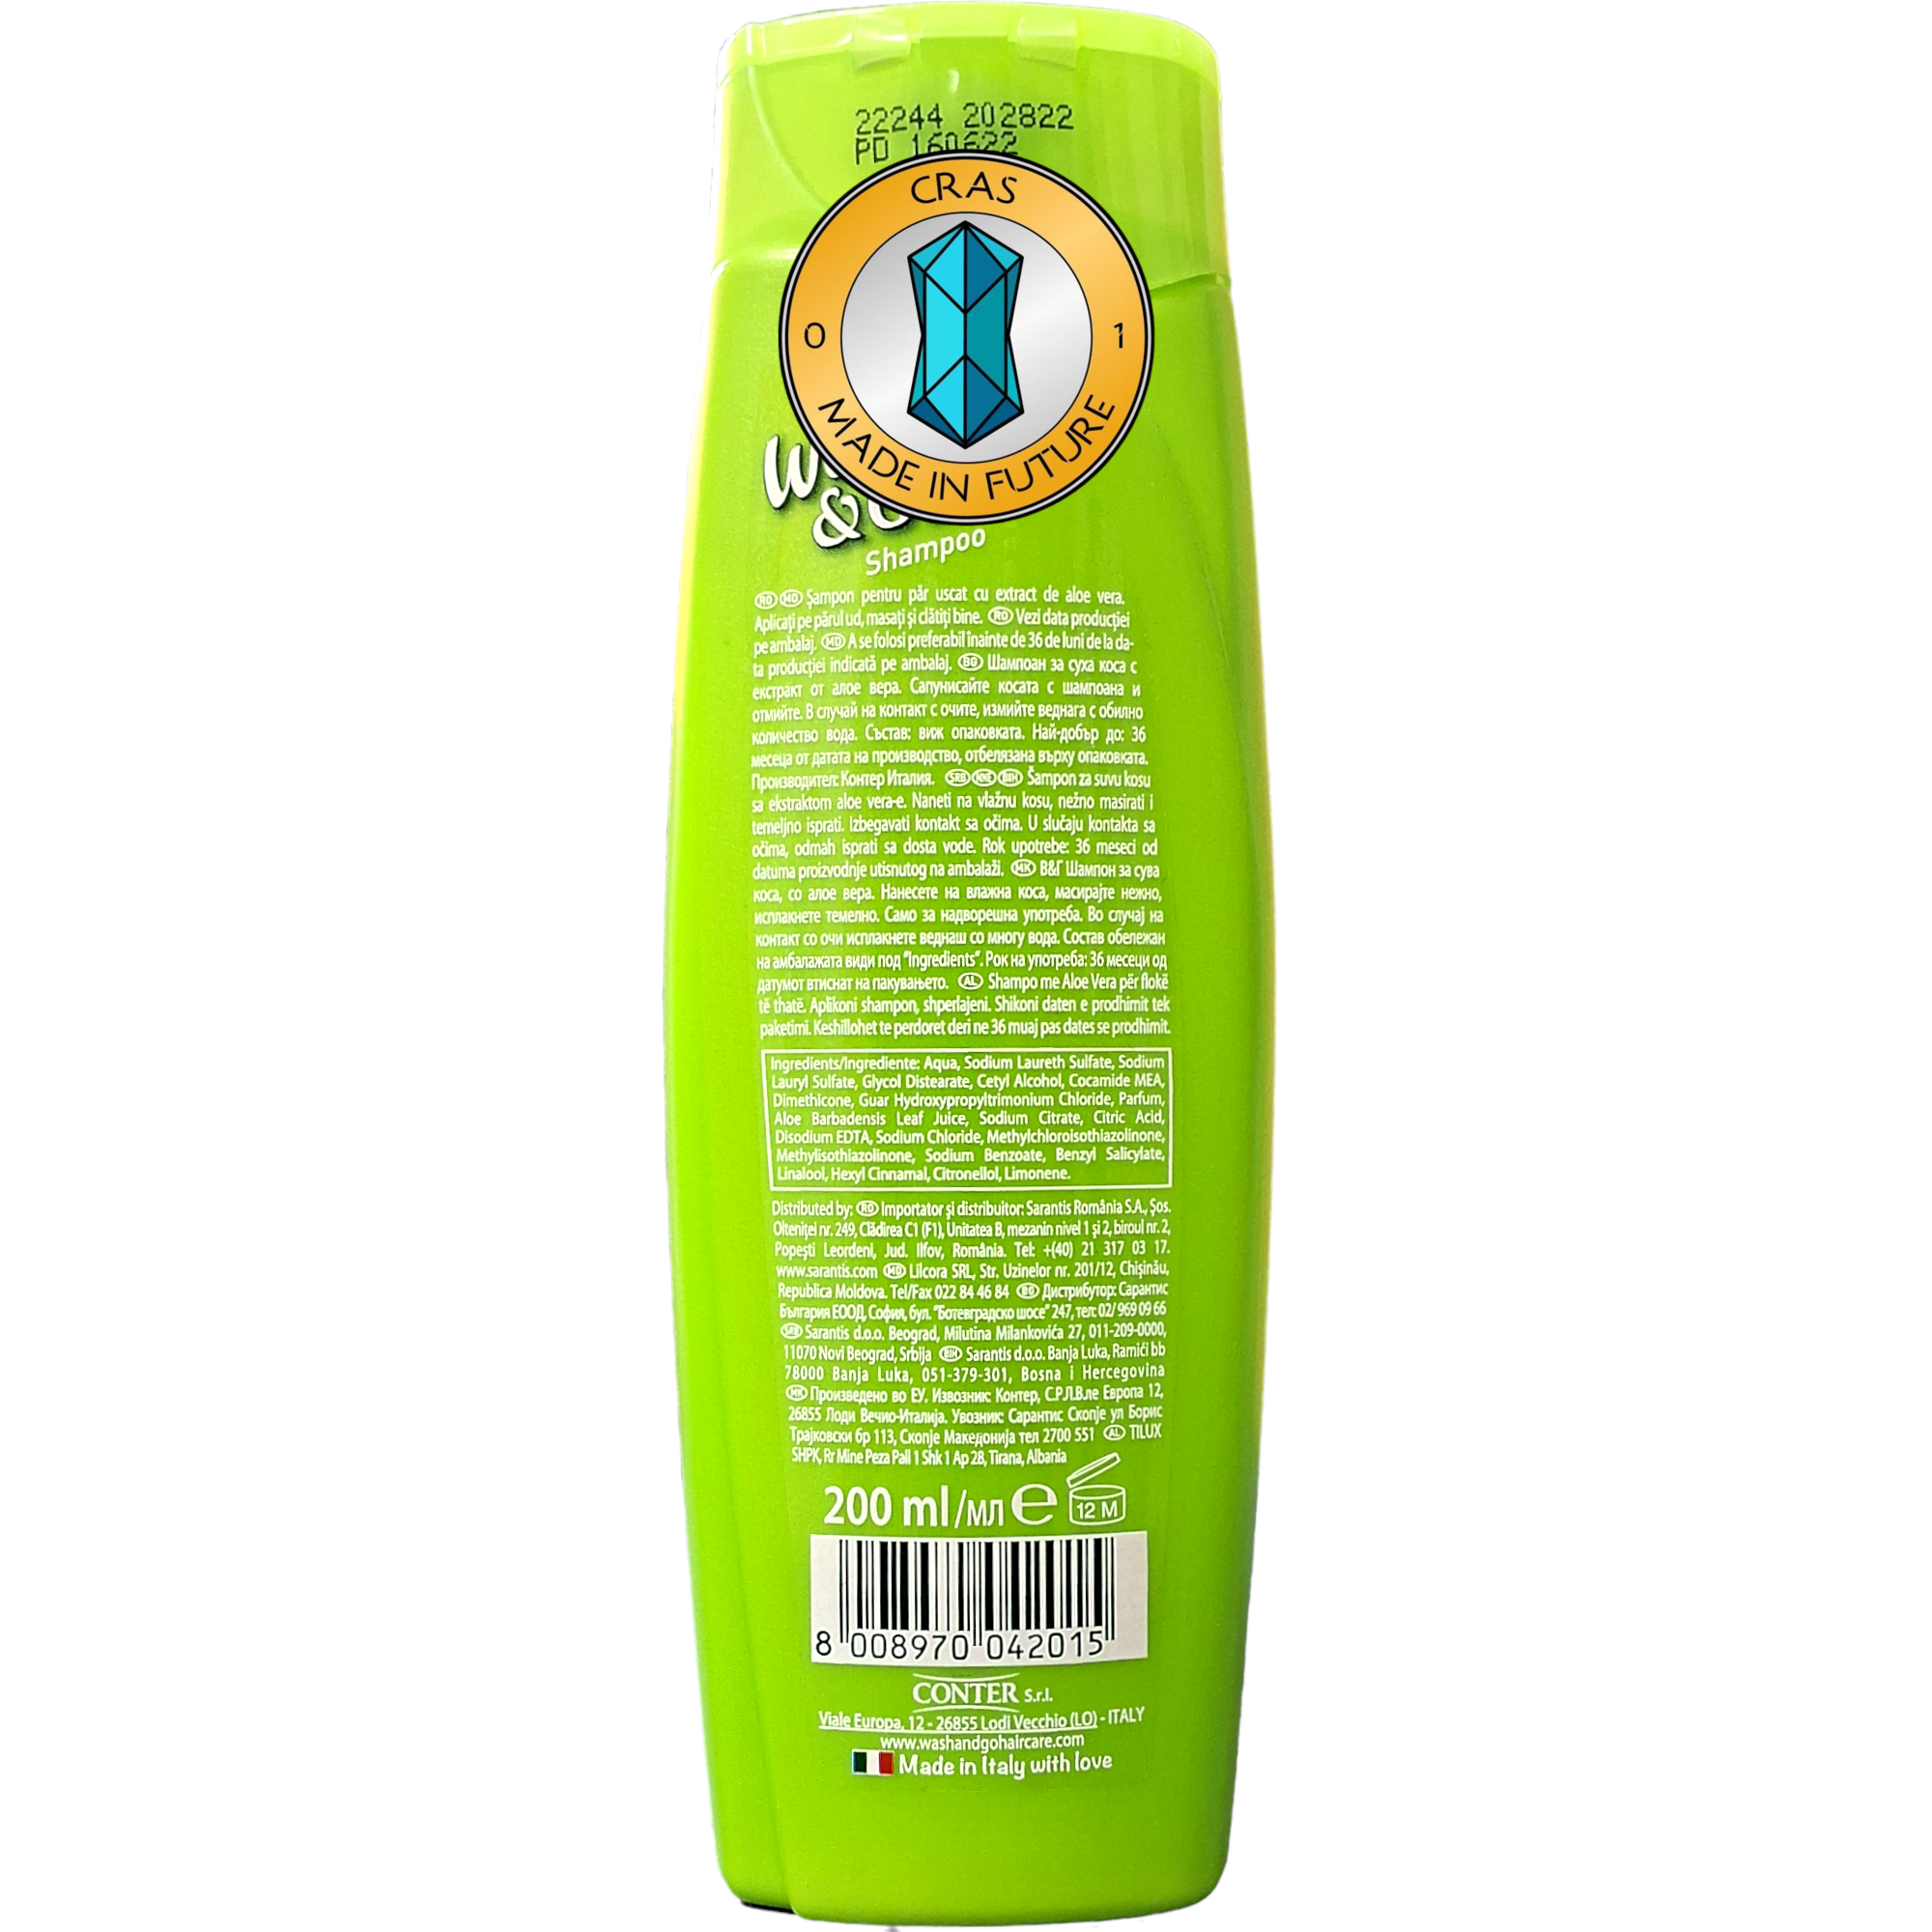 22244 202822
PD 160622
CRAS
0 1
MADE IN FUTURE
&
Shampoo
RO MD Șampon pentru păr uscat cu extract de aloe vera.
Aplicați pe părul ud, masați și clătiți bine. RO Vezi data producției
pe ambalaj. MD A se folosi preferabil înainte de 36 de luni de la da-
ta producției indicată pe ambalaj. BG Шампоан за суха коса с
екстракт от алое вера. Сапунисайте косата с шампоана и
отмийте. В случай на контакт с очите, измийте веднага с обилно
количество вода. Състав: виж опаковката. Най-добър до: 36
месеца от датата на производство, отбелязана върху опаковката.
Производител: Контер Италия. SRB MNE BIH Šampon za suvu kosu
sa ekstraktom aloe vera-e. Naneti na vlažnu kosu, nežno masirati i
temeljno isprati. Izbegavati kontakt sa očima. U slučaju kontakta sa
očima, odmah isprati sa dosta vode. Rok upotrebe: 36 meseci od
datuma proizvodnje utisnutog na ambalaži. MK В&Г Шампон за сува
коса, со алое вера. Нанесете на влажна коса, масирајте нежно,
исплакнете темелно. Само за надворешна употреба. Во случај на
контакт со очи исплакнете веднаш со многу вода. Состав обележан
на амбалажата види под "Ingredients". Рок на употреба: 36 месеци од
датумот втиснат на пакувањето. AL Shampo me Aloe Vera për flokë
të thatë. Aplikoni shampon, shperlajeni. Shikoni daten e prodhimit tek
paketimi. Keshillohet te perdoret deri ne 36 muaj pas dates se prodhimit.
Ingredients/Ingrediente: Aqua, Sodium Laureth Sulfate, Sodium
Lauryl Sulfate, Glycol Distearate, Cetyl Alcohol, Cocamide MEA,
Dimethicone, Guar Hydroxypropyltrimonium Chloride, Parfum,
Aloe Barbadensis Leaf Juice, Sodium Citrate, Citric Acid,
Disodium EDTA, Sodium Chloride, Methylchloroisothiazolinone,
Methylisothiazolinone, Sodium Benzoate, Benzyl Salicylate,
Linalool, Hexyl Cinnamal, Citronellol, Limonene.
Distributed by: RO Importator și distribuitor: Sarantis România S.A., Șos.
Olteniței nr. 249, Clădirea C1 (F1), Unitatea B, mezanin nivel 1 și 2, biroul nr. 2,
Popești Leordeni, Jud. Ilfov, România. Tel: +(40) 21 317 03 17.
www.sarantis.com MD Lilcora SRL, Str. Uzinelor nr. 201/12, Chișinău,
Republica Moldova. Tel/Fax 022 84 46 84 BG Дистрибутор: Сарантис
България ЕООД, София, бул. "Ботевградско шосе" 247, тел: 02/ 969 09 66
SRB Sarantis d.o.o. Beograd, Milutina Milankovića 27, 011-209-0000,
11070 Novi Beograd, Srbija BIH Sarantis d.o.o. Banja Luka, Ramići bb
78000 Banja Luka, 051-379-301, Bosna i Hercegovina
MK Произведено во ЕУ. Извозник: Контер, С.Р.Л.Вле Европа 12,
26855 Лоди Вечио-Италија. Увозник: Сарантис Скопје ул Борис
Трајковски бр 113, Скопје Македонија тел 2700 551 AL TILUX
SHPK, Rr Mine Peza Pall 1 Shk 1 Ap 28, Tirana, Albania
200 ml/мл e 12 M
8 008970 042015
CONTER S.r.l.
Viale Europa, 12 - 26855 Lodi Vecchio (LO) - ITALY
www.washandgohaircare.com
Made in Italy with love